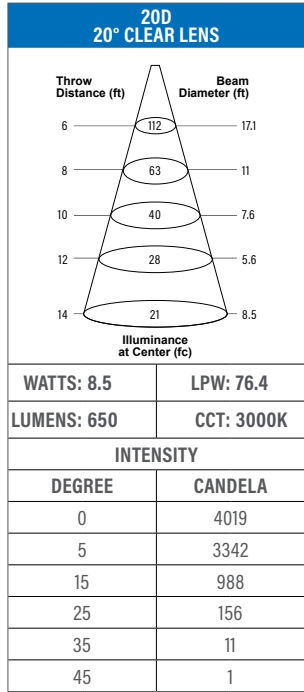 20D
20° CLEAR LENS
Throw Beam
Distance (ft) Diameter (ft)
6 112 17.1
8 63 11
10 40 7.6
12 28 5.6
14 21 8.5
Illuminance
at Center (fc)
WATTS: 8.5 LPW: 76.4
LUMENS: 650 CCT: 3000K
INTENSITY
DEGREE CANDELA
0 4019
5 3342
15 988
25 156
35 11
45 1